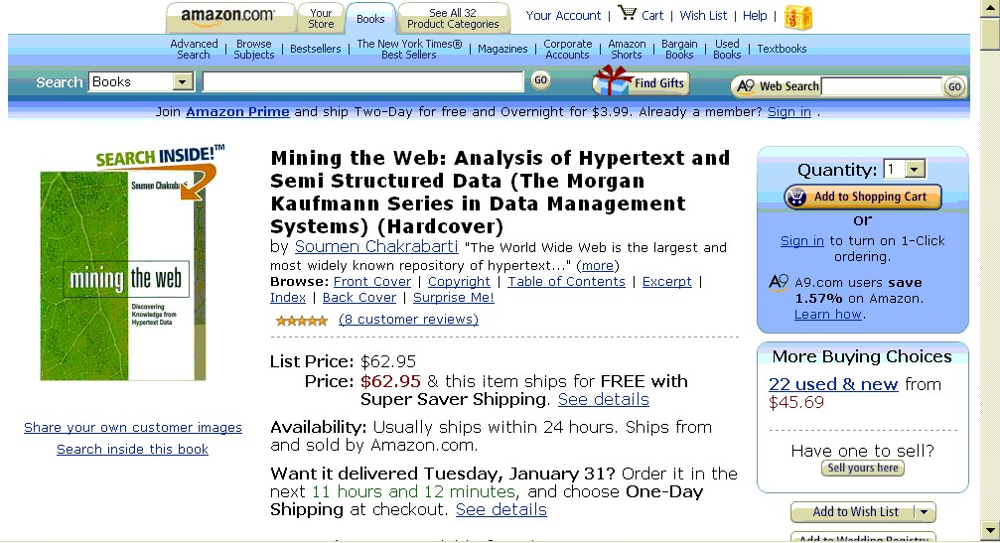 amazon.com
Your Store
Books
See All 32 Product Categories
Your Account | Cart | Wish List | Help |
Advanced Search | Browse Subjects | Bestsellers | The New York Times® Best Sellers | Magazines | Corporate Accounts | Amazon Shorts | Bargain Books | Used Books | Textbooks
Search Books GO Find Gifts A9 Web Search GO
Join Amazon Prime and ship Two-Day for free and Overnight for $3.99. Already a member? Sign in .
SEARCH INSIDE!™
Soumen Chakrabarti
mining the web
Discovering
Knowledge from
Hypertext Data
Share your own customer images
Search inside this book
Mining the Web: Analysis of Hypertext and
Semi Structured Data (The Morgan
Kaufmann Series in Data Management
Systems) (Hardcover)
by Soumen Chakrabarti "The World Wide Web is the largest and
most widely known repository of hypertext..." (more)
Browse: Front Cover | Copyright | Table of Contents | Excerpt |
Index | Back Cover | Surprise Me!
(8 customer reviews)
List Price: $62.95
Price: $62.95 & this item ships for FREE with
Super Saver Shipping. See details
Availability: Usually ships within 24 hours. Ships from
and sold by Amazon.com.
Want it delivered Tuesday, January 31? Order it in the
next 11 hours and 12 minutes, and choose One-Day
Shipping at checkout. See details
Quantity: 1
Add to Shopping Cart
or
Sign in to turn on 1-Click
ordering.
A9 A9.com users save
1.57% on Amazon.
Learn how.
More Buying Choices
22 used & new from
$45.69
Have one to sell?
Sell yours here
Add to Wish List
Add to Wedding Registry